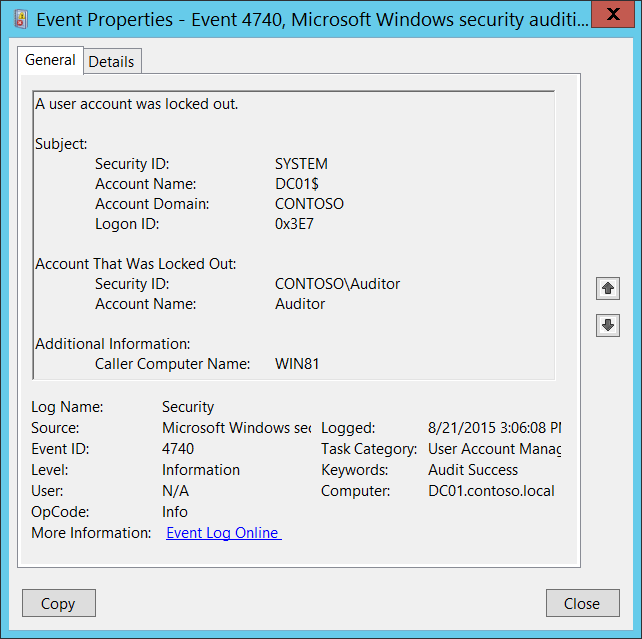 Event Properties - Event 4740, Microsoft Windows security auditi...
General
Details
A user account was locked out.
Subject:
Security ID: SYSTEM
Account Name: DC01$
Account Domain: CONTOSO
Logon ID: 0x3E7
Account That Was Locked Out:
Security ID: CONTOSO\Auditor
Account Name: Auditor
Additional Information:
Caller Computer Name: WIN81
Log Name: Security
Source: Microsoft Windows sec Logged: 8/21/2015 3:06:08 PM
Event ID: 4740 Task Category: User Account Manag
Level: Information Keywords: Audit Success
User: N/A Computer: DC01.contoso.local
OpCode: Info
More Information: Event Log Online
Copy
Close